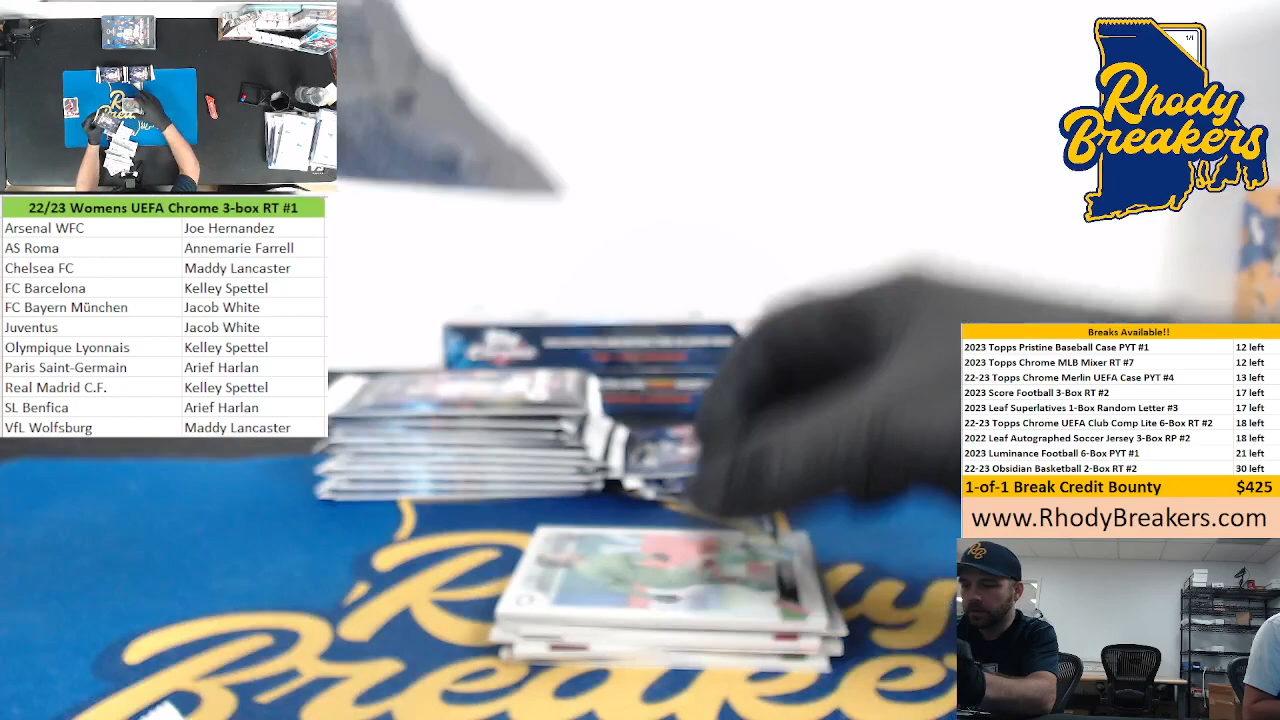 Rhody
Breakers
1/1
22/23 Womens UEFA Chrome 3-box RT #1
Arsenal WFC Joe Hernandez
AS Roma Annemarie Farrell
Chelsea FC Maddy Lancaster
FC Barcelona Kelley Spettel
FC Bayern München Jacob White
Juventus Jacob White
Olympique Lyonnais Kelley Spettel
Paris Saint-Germain Arief Harlan
Real Madrid C.F. Kelley Spettel
SL Benfica Arief Harlan
VfL Wolfsburg Maddy Lancaster
Breaks Available!!
2023 Topps Pristine Baseball Case PYT #1 12 left
2023 Topps Chrome MLB Mixer RT #7 12 left
22-23 Topps Chrome Merlin UEFA Case PYT #4 13 left
2023 Score Football 3-Box RT #2 17 left
2023 Leaf Superlatives 1-Box Random Letter #3 17 left
22-23 Topps Chrome UEFA Club Comp Lite 6-Box RT #2 18 left
2022 Leaf Autographed Soccer Jersey 3-Box RP #2 18 left
2023 Luminance Football 6-Box PYT #1 21 left
22-23 Obsidian Basketball 2-Box RT #2 30 left
1-of-1 Break Credit Bounty $425
www.RhodyBreakers.com
Rhody
Breakers
RB